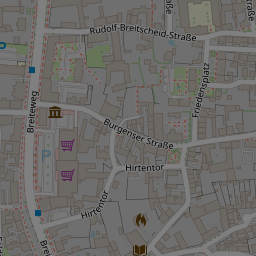 Rudolf-Breitscheid-Straße
Friedensplatz
Breiteweg
Burgenser Straße
P
Hirtentor
Hirtentor